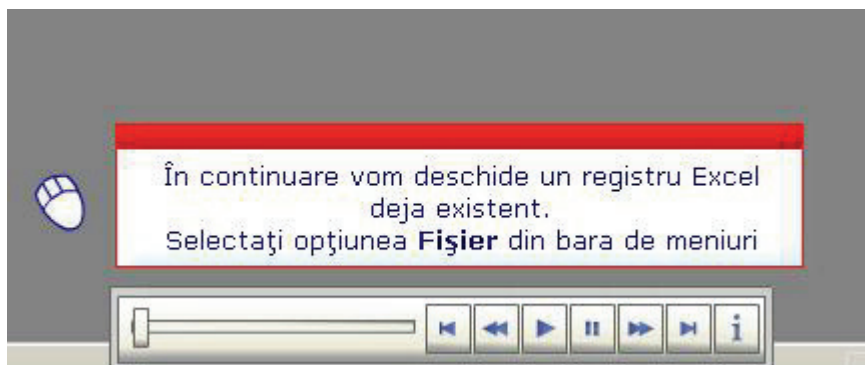 În continuare vom deschide un registru Excel
deja existent.
Selectaţi opţiunea Fişier din bara de meniuri
i